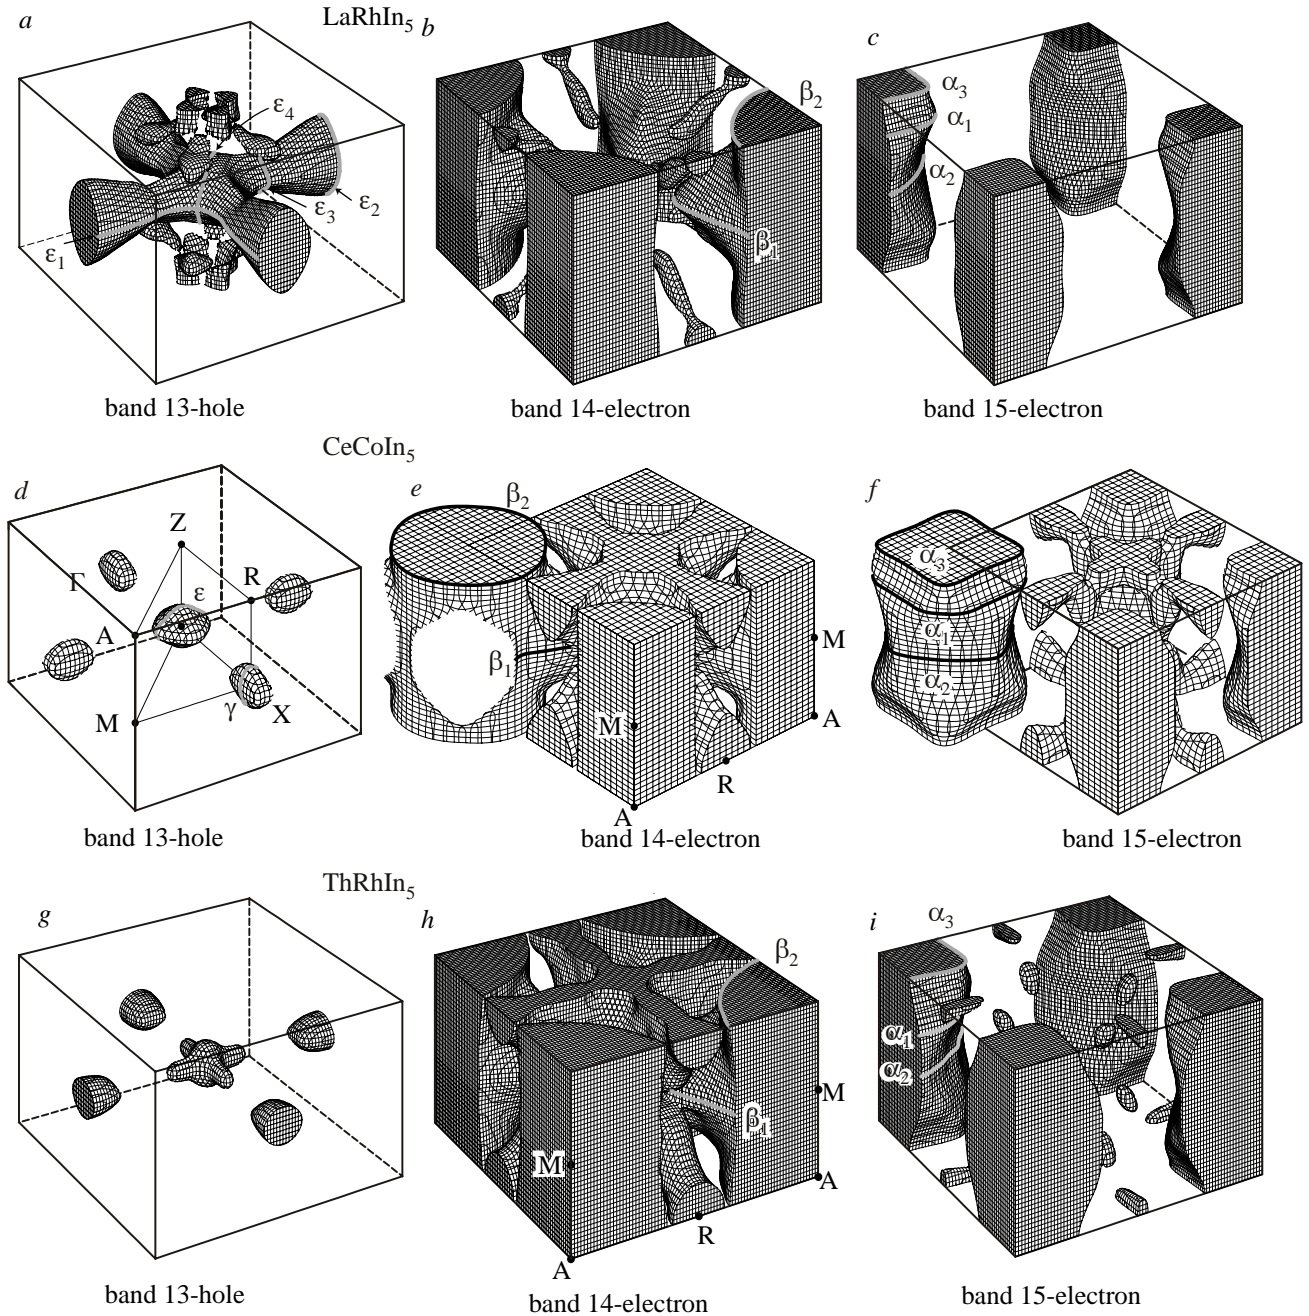 LaRhIn5
a
b
c
ε4
ε3
ε2
ε1
β2
β1
α3
α1
α2
band 13-hole
band 14-electron
band 15-electron
CeCoIn5
d
e
f
Z
Γ
R
ε
A
M
γ
X
β2
β1
M
M
A
R
A
α3
α1
α2
band 13-hole
band 14-electron
band 15-electron
ThRhIn5
g
h
i
β2
β1
M
M
A
R
A
α3
α1
α2
band 13-hole
band 14-electron
band 15-electron